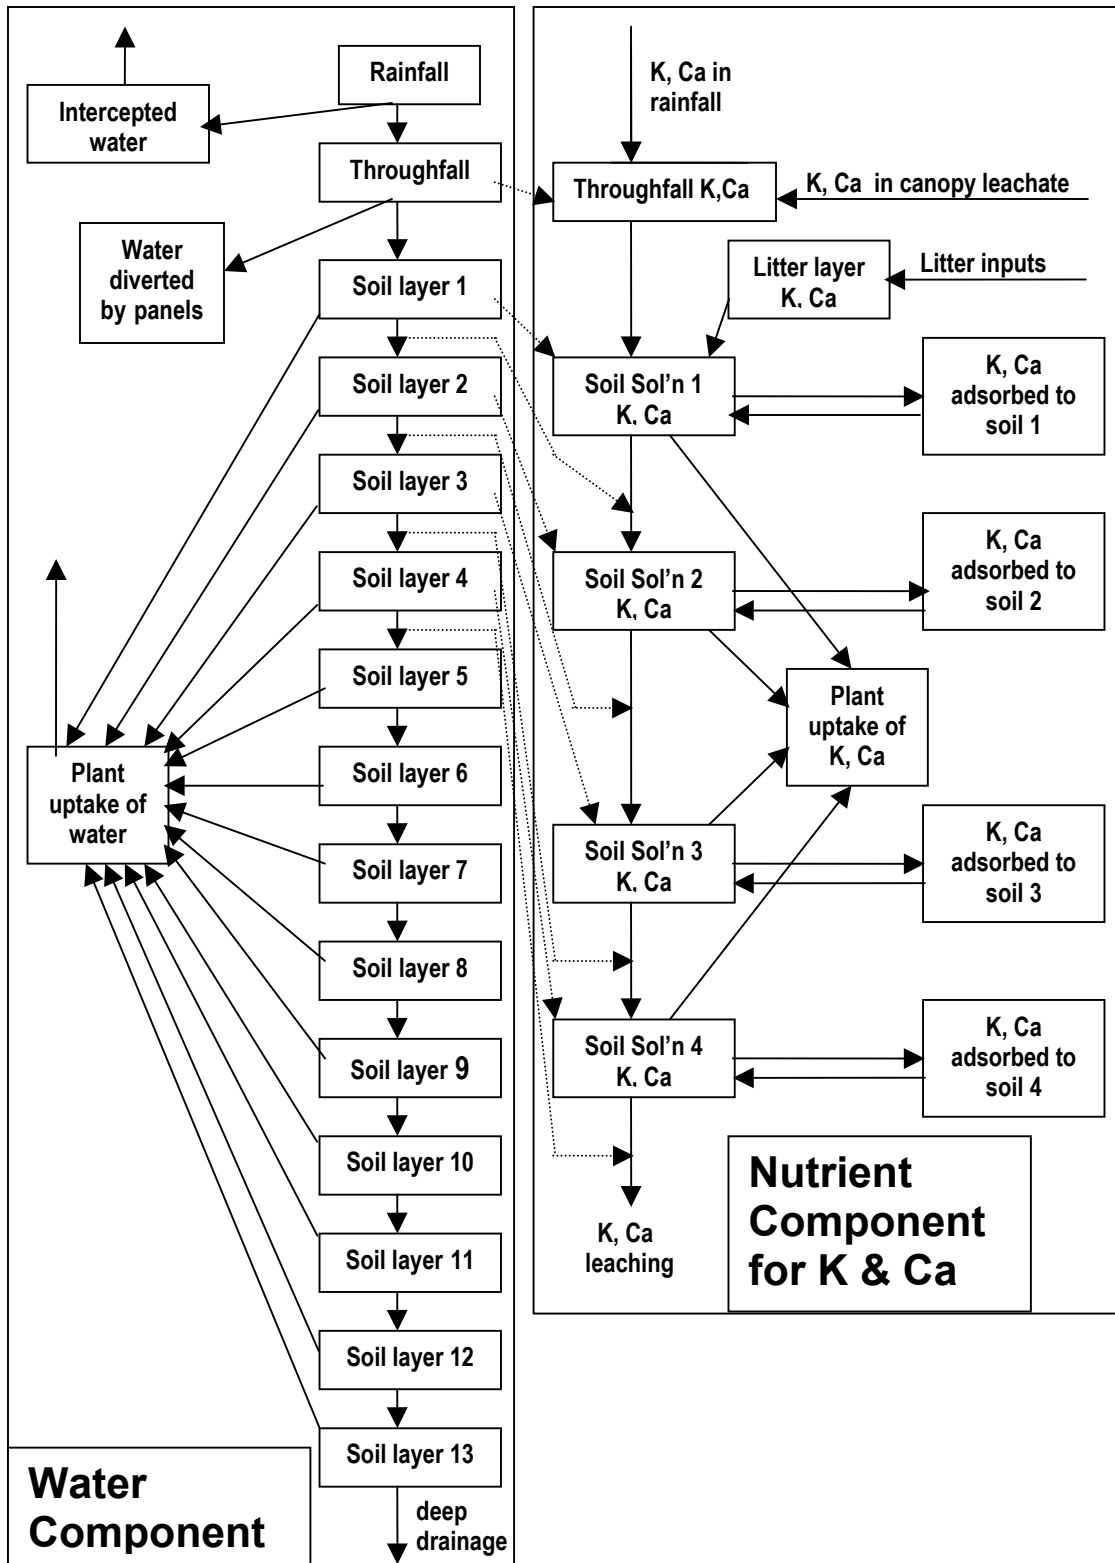 Rainfall
Intercepted
water
Throughfall
Water
diverted
by panels
Soil layer 1
Soil layer 2
Soil layer 3
Soil layer 4
Soil layer 5
Soil layer 6
Plant
uptake of
water
Soil layer 7
Soil layer 8
Soil layer 9
Soil layer 10
Soil layer 11
Soil layer 12
Soil layer 13
deep
drainage
Water
Component
K, Ca in
rainfall
Throughfall K,Ca
K, Ca in canopy leachate
Litter layer
K, Ca
Litter inputs
Soil Sol'n 1
K, Ca
K, Ca
adsorbed to
soil 1
Soil Sol'n 2
K, Ca
K, Ca
adsorbed to
soil 2
Plant
uptake of
K, Ca
Soil Sol'n 3
K, Ca
K, Ca
adsorbed to
soil 3
Soil Sol'n 4
K, Ca
K, Ca
adsorbed to
soil 4
K, Ca
leaching
Nutrient
Component
for K & Ca